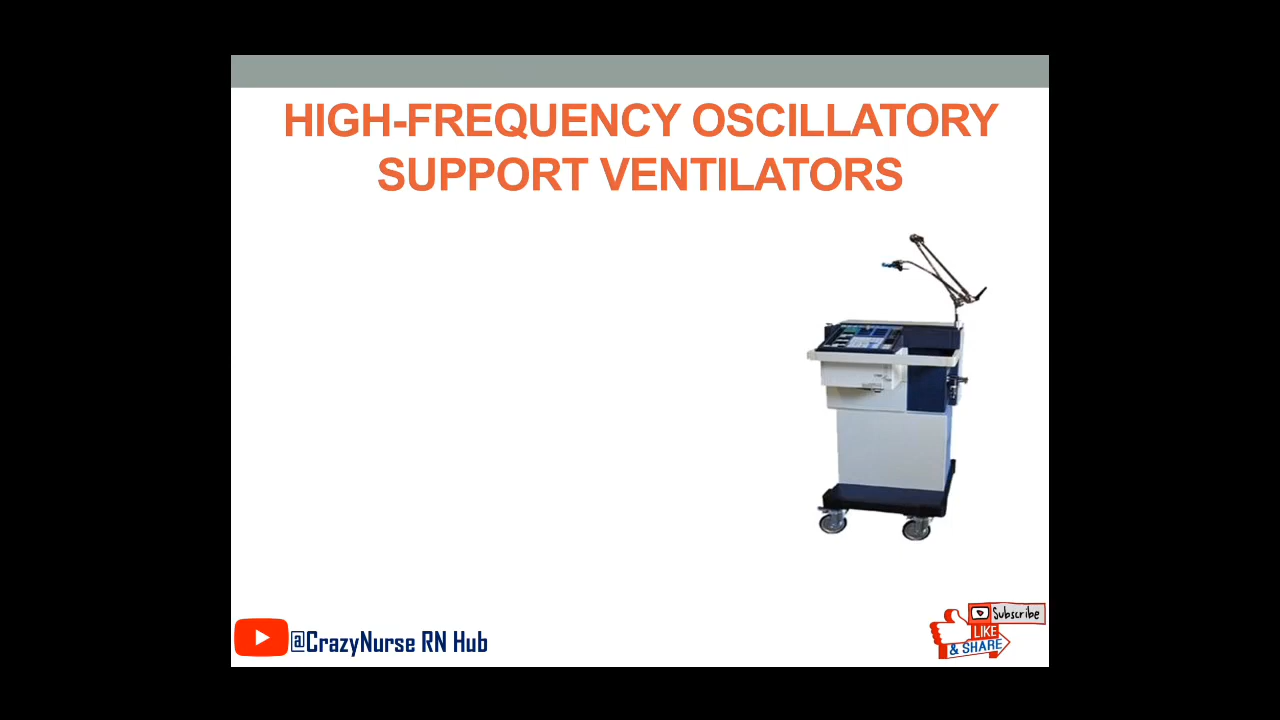 HIGH-FREQUENCY OSCILLATORY
SUPPORT VENTILATORS
@CrazyNurse RN Hub
Subscribe
LIKE
& SHARE